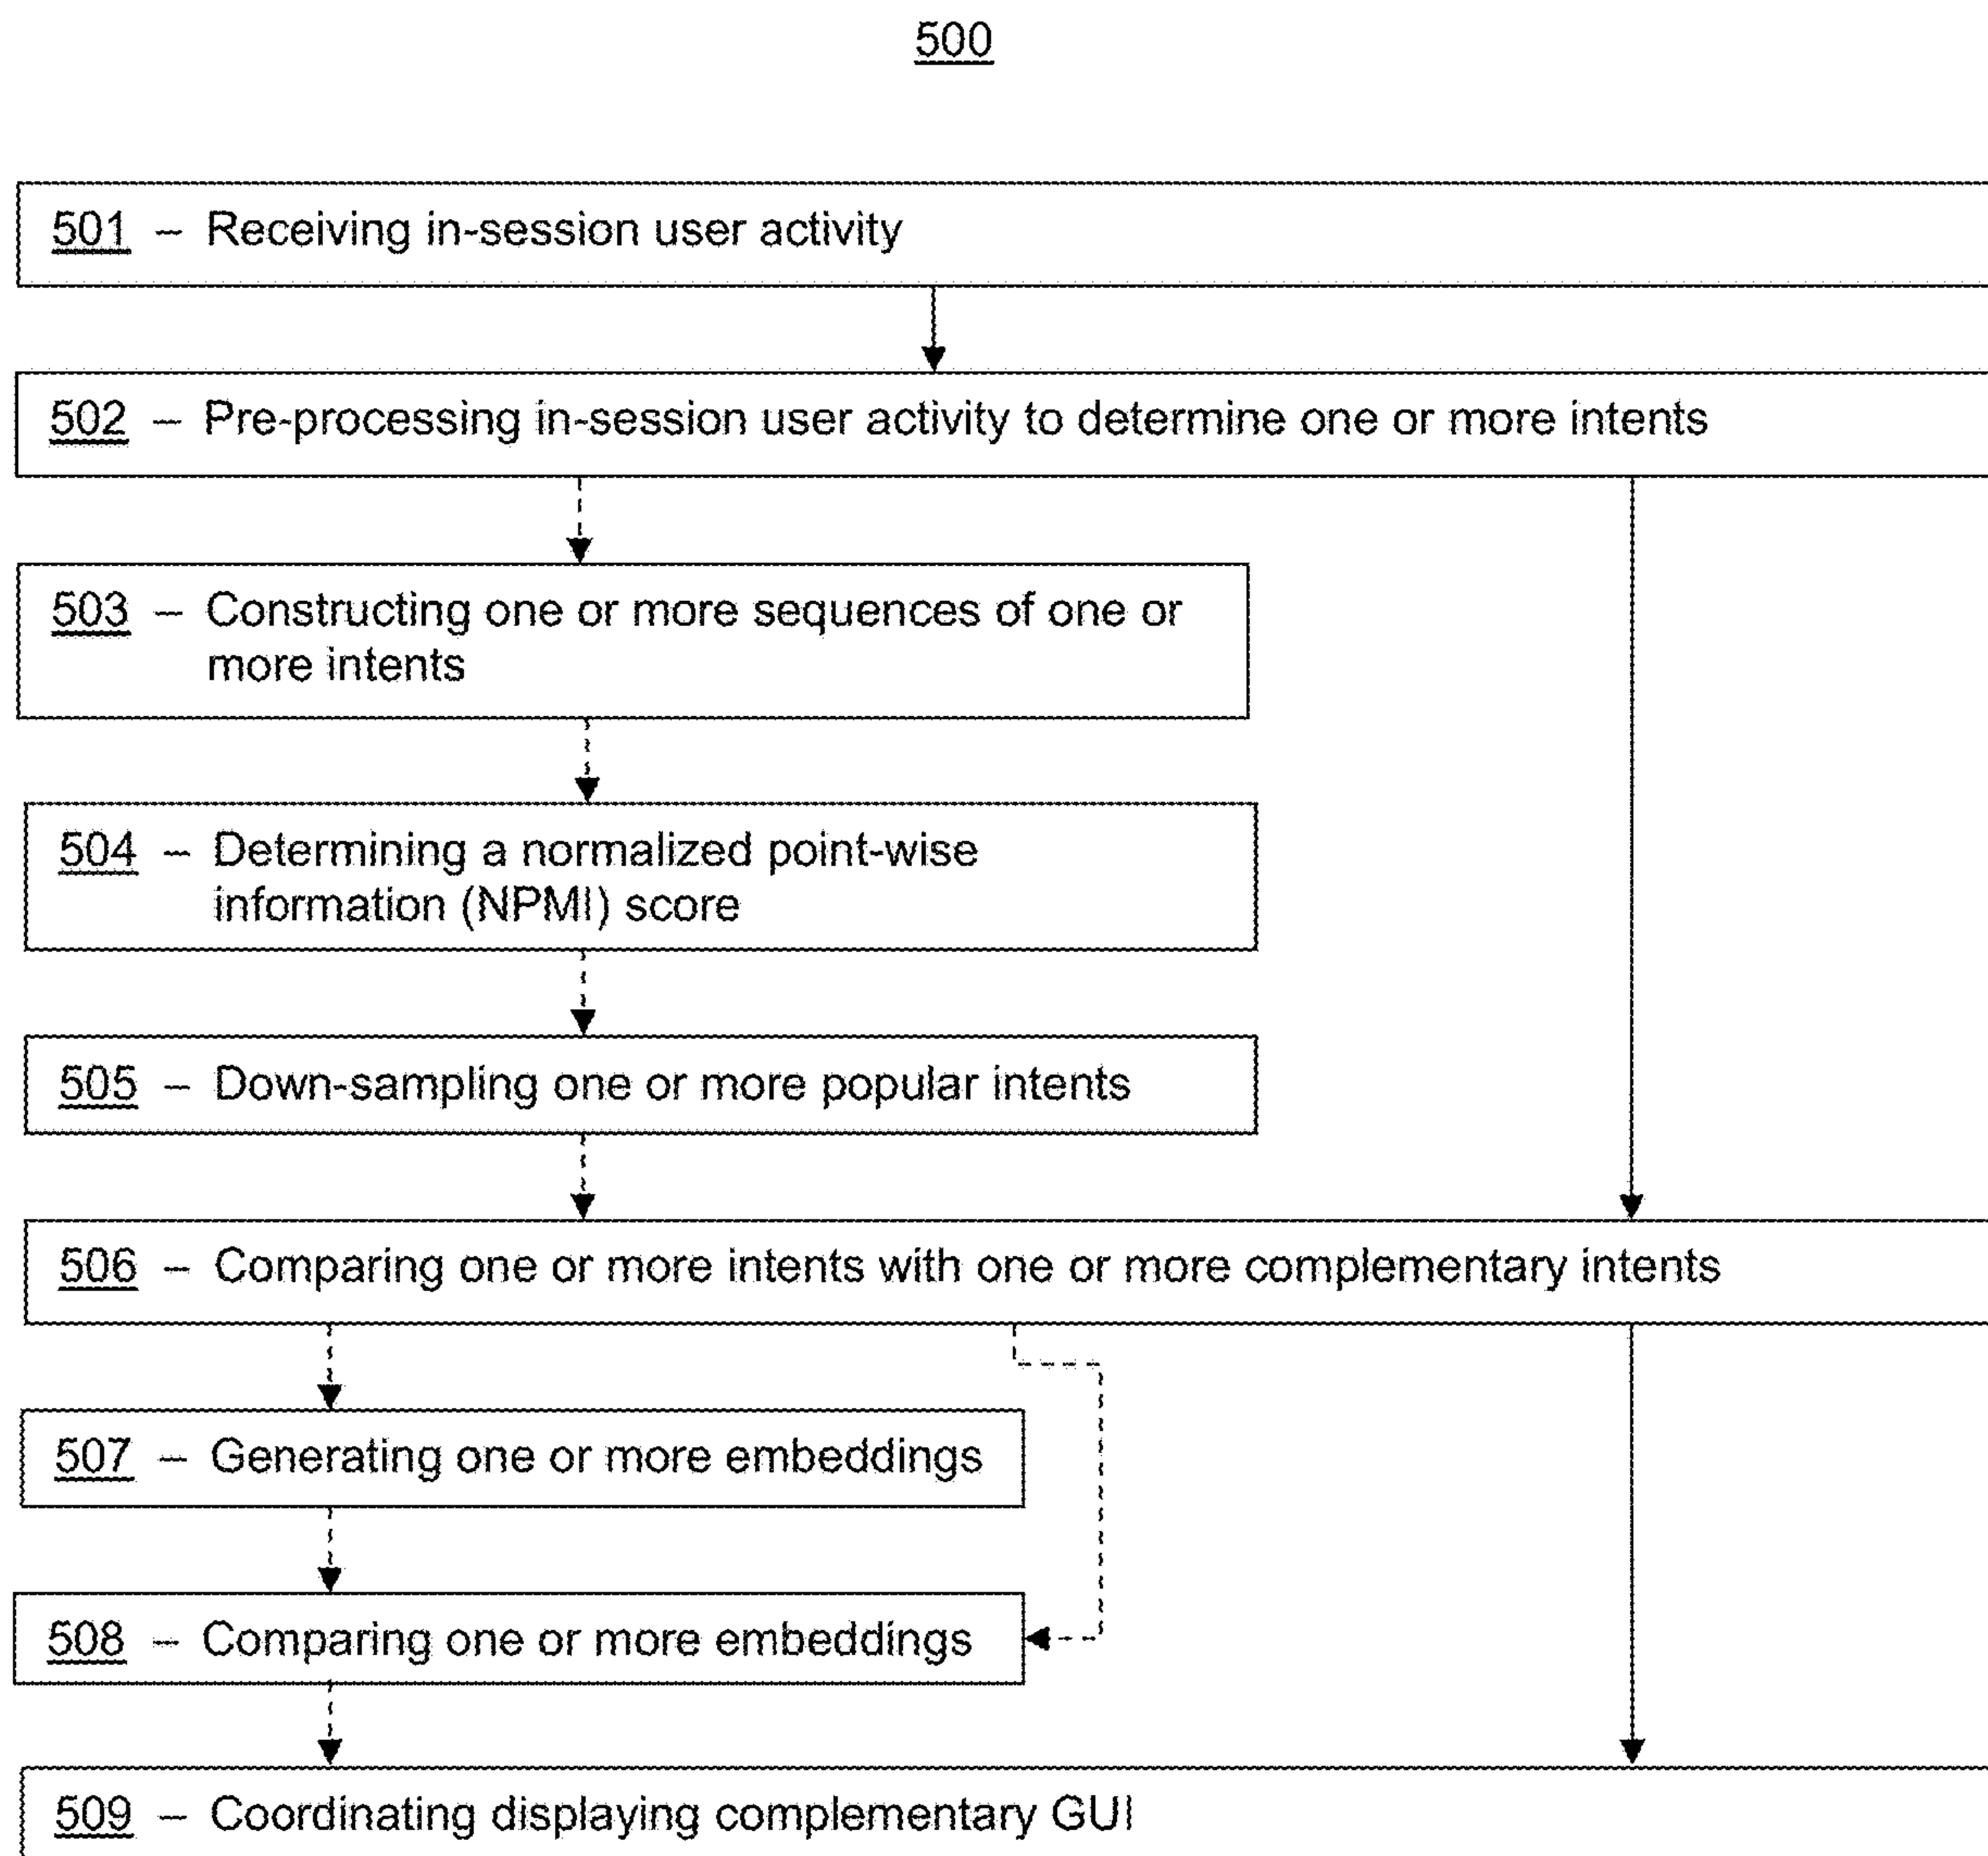 500
501 – Receiving in-session user activity
502 – Pre-processing in-session user activity to determine one or more intents
503 – Constructing one or more sequences of one or
more intents
504 – Determining a normalized point-wise
information (NPMI) score
505 – Down-sampling one or more popular intents
506 – Comparing one or more intents with one or more complementary intents
507 – Generating one or more embeddings
508 – Comparing one or more embeddings
509 – Coordinating displaying complementary GUI